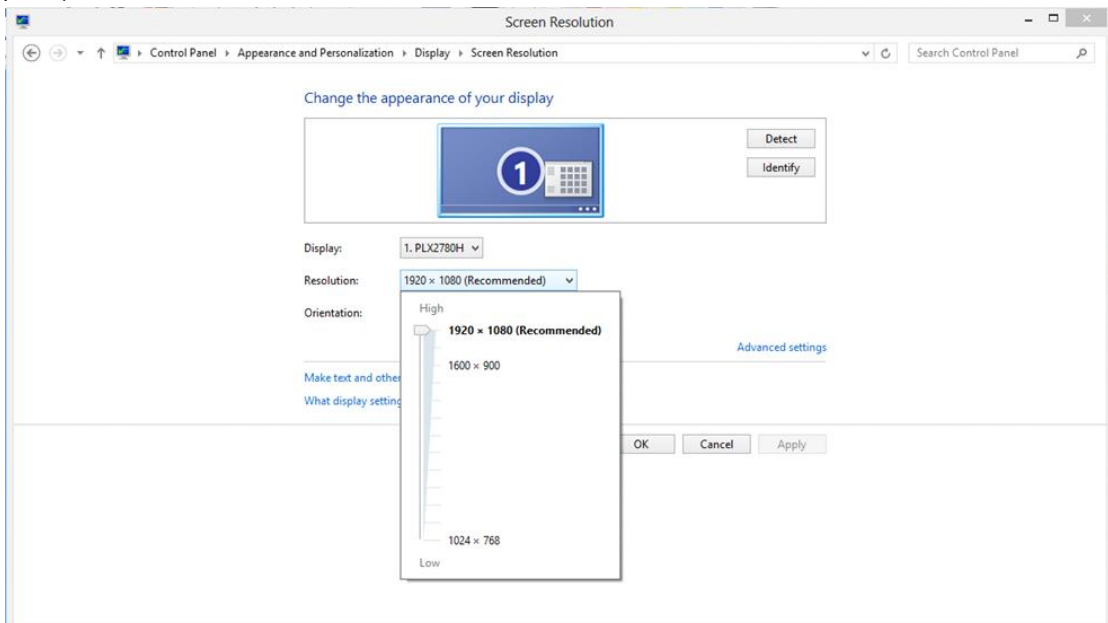 Screen Resolution
Control Panel Appearance and Personalization Display Screen Resolution
Search Control Panel
Change the appearance of your display
1
Detect
Identify
Display: 1. PLX2780H
Resolution: 1920 × 1080 (Recommended)
Orientation:
High
1920 × 1080 (Recommended)
Advanced settings
1600 × 900
Make text and other
What display setting
OK Cancel Apply
1024 × 768
Low